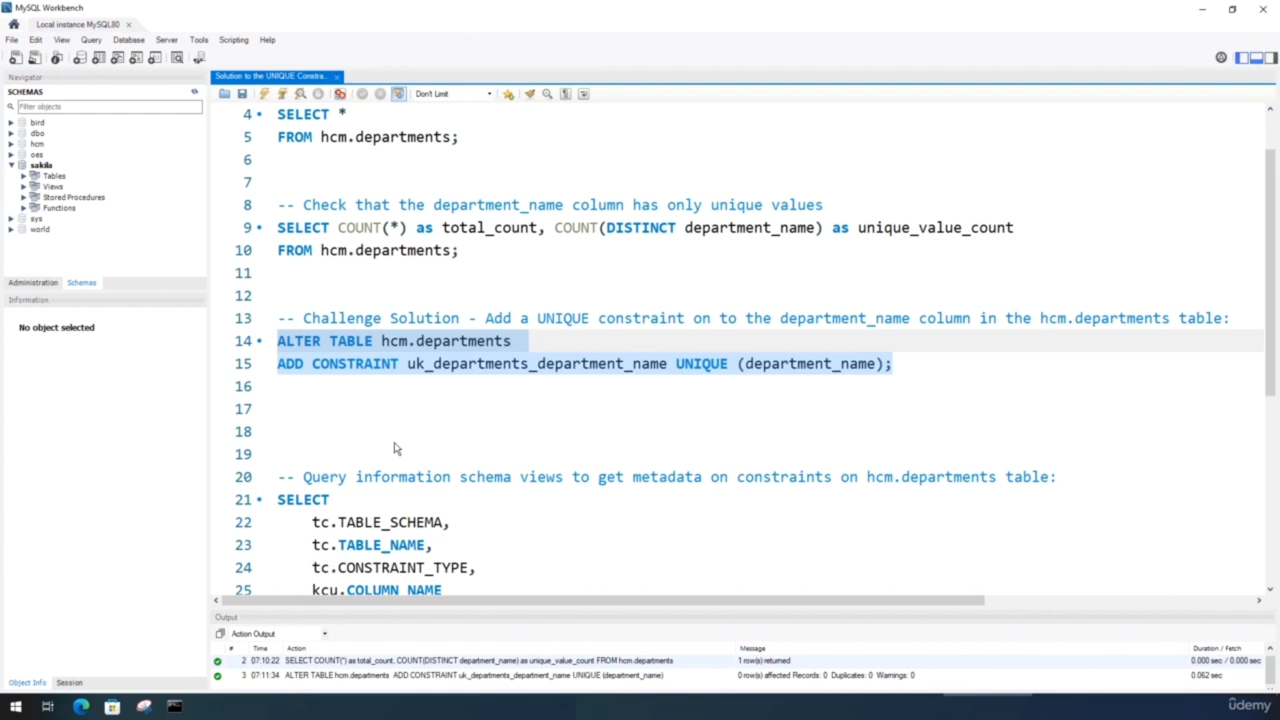 MySQL Workbench
Local instance MySQL80 ×
File Edit View Query Database Server Tools Scripting Help
Navigator
SCHEMAS
Filter objects
bird
dbo
hcm
oes
sakila
Tables
Views
Stored Procedures
Functions
sys
world
Administration Schemas
Information
No object selected
Object Info Session
Solution to the UNIQUE Constra.. ×
Don't Limit
4 SELECT *
5 FROM hcm.departments;
6
7
8 -- Check that the department_name column has only unique values
9 SELECT COUNT(*) as total_count, COUNT(DISTINCT department_name) as unique_value_count
10 FROM hcm.departments;
11
12
13 -- Challenge Solution - Add a UNIQUE constraint on to the department_name column in the hcm.departments table:
14 ALTER TABLE hcm.departments
15 ADD CONSTRAINT uk_departments_department_name UNIQUE (department_name);
16
17
18
19
20 -- Query information schema views to get metadata on constraints on hcm.departments table:
21 SELECT
22 tc.TABLE_SCHEMA,
23 tc.TABLE_NAME,
24 tc.CONSTRAINT_TYPE,
25 kcu.COLUMN_NAME
Output
Action Output
# Time Action Message Duration / Fetch
2 07:10:22 SELECT COUNT(*) as total_count, COUNT(DISTINCT department_name) as unique_value_count FROM hcm.departments 1 row(s) returned 0.000 sec / 0.000 sec
3 07:11:34 ALTER TABLE hcm.departments ADD CONSTRAINT uk_departments_department_name UNIQUE (department_name) 0 row(s) affected Records: 0 Duplicates: 0 Warnings: 0 0.062 sec
ûdemy